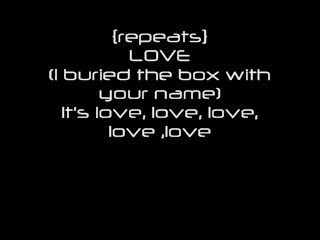 {repeats}
LOVE
(I buried the box with
your name)
It's love, love, love,
love ,love